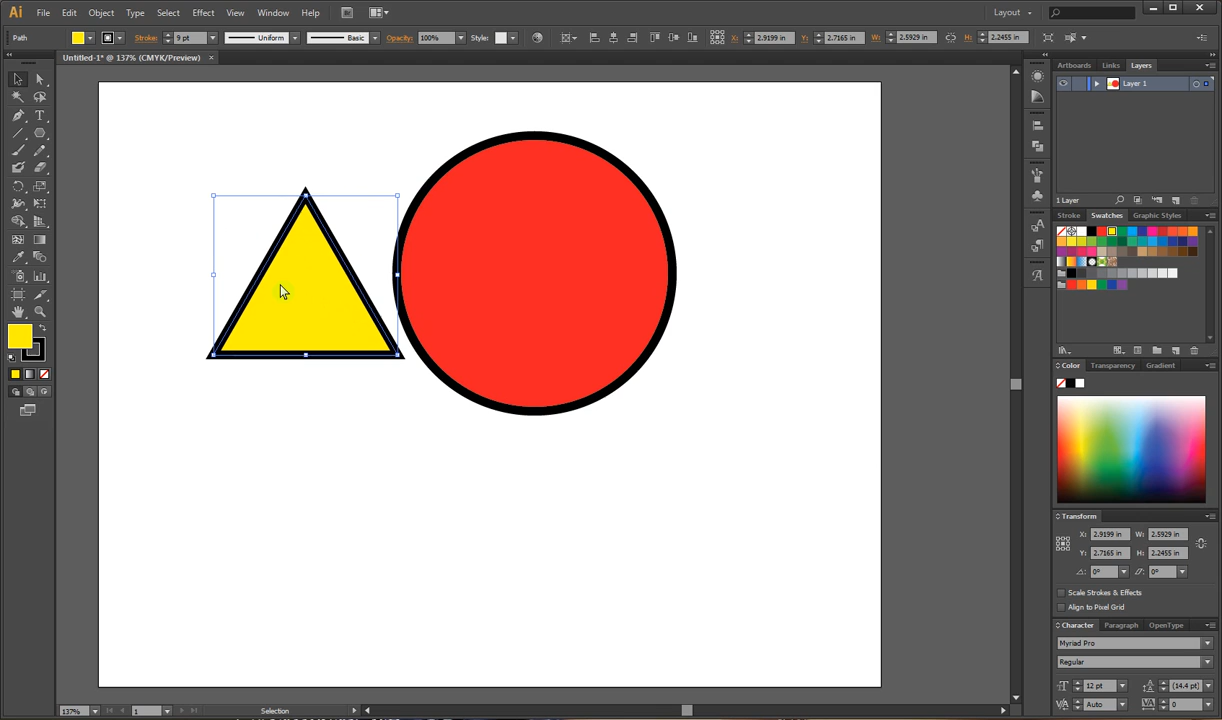 Ai File Edit Object Type Select Effect View Window Help Layout
Path Stroke: 9 pt Uniform Basic Opacity: 100% Style: X: 2.9199 in Y: 2.7165 in W: 2.5929 in H: 2.2455 in
Untitled-1* @ 137% (CMYK/Preview) ×
Artboards Links Layers
Layer 1
1 Layer
Stroke Swatches Graphic Styles
Color Transparency Gradient
Transform
X: 2.9199 in W: 2.5929 in
Y: 2.7165 in H: 2.2455 in
0° 0°
Scale Strokes & Effects
Align to Pixel Grid
Character Paragraph OpenType
Myriad Pro
Regular
12 pt (14.4 pt)
Auto 0
137% 1 Selection